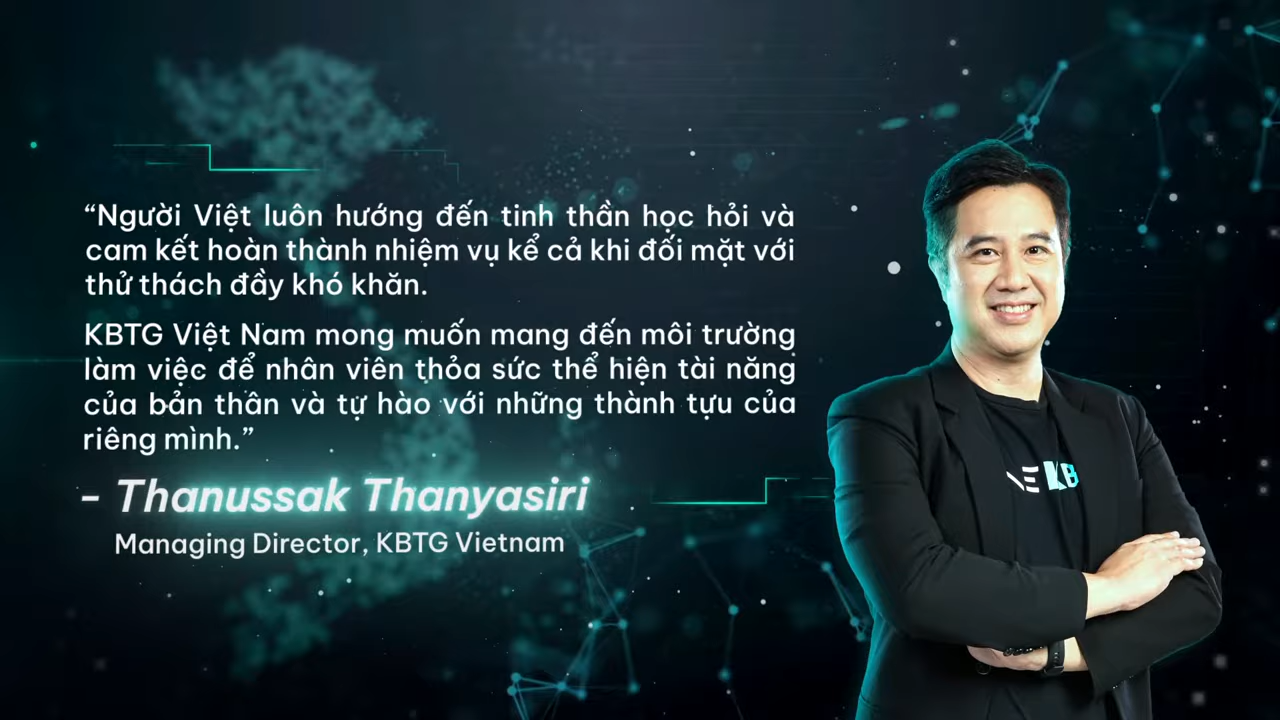 “Người Việt luôn hướng đến tinh thần học hỏi và
cam kết hoàn thành nhiệm vụ kể cả khi đối mặt với
thử thách đầy khó khăn.
KBTG Việt Nam mong muốn mang đến môi trường
làm việc để nhân viên thỏa sức thể hiện tài năng
của bản thân và tự hào với những thành tựu của
riêng mình.”
- Thanussak Thanyasiri
Managing Director, KBTG Vietnam
KB